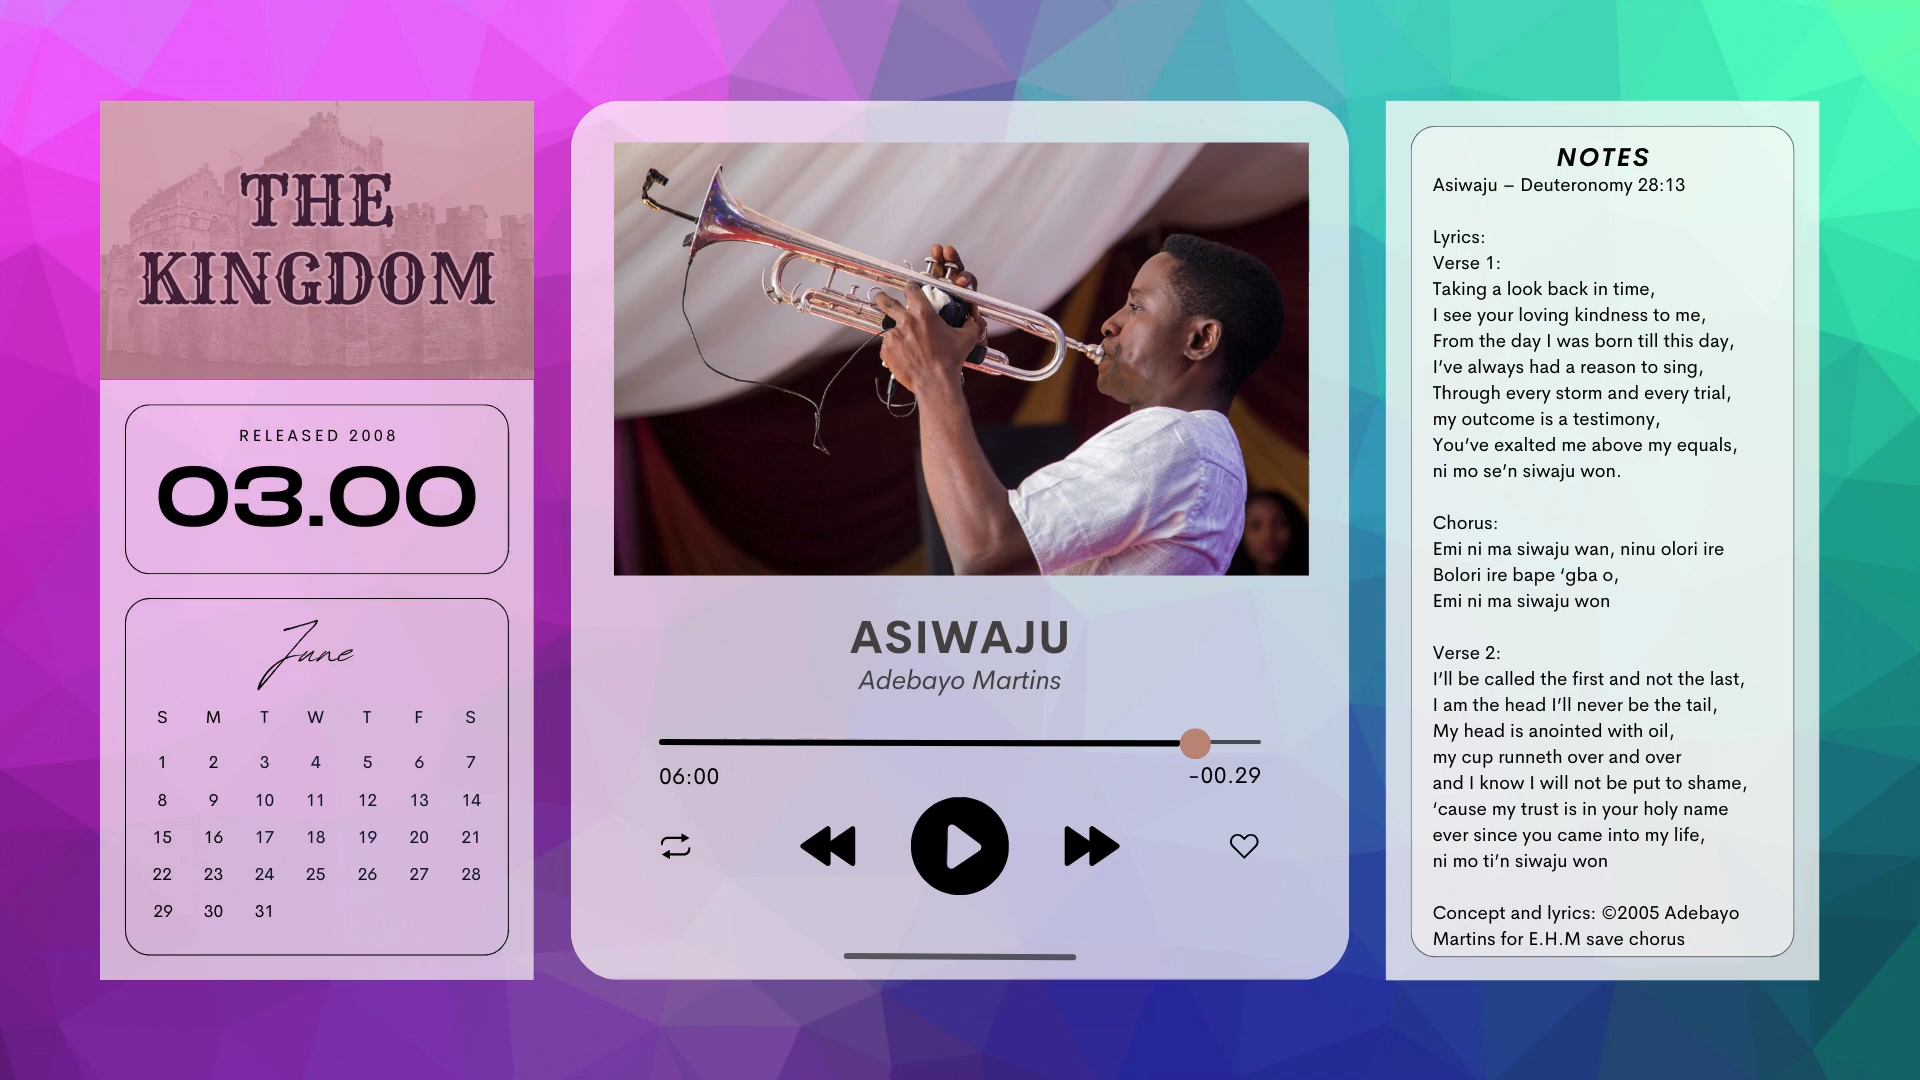 THE
KINGDOM
RELEASED 2008
03.00
June
S M T W T F S
1 2 3 4 5 6 7
8 9 10 11 12 13 14
15 16 17 18 19 20 21
22 23 24 25 26 27 28
29 30 31
ASIWAJU
Adebayo Martins
06:00 -00.29
NOTES
Asiwaju – Deuteronomy 28:13
Lyrics:
Verse 1:
Taking a look back in time,
I see your loving kindness to me,
From the day I was born till this day,
I’ve always had a reason to sing,
Through every storm and every trial,
my outcome is a testimony,
You’ve exalted me above my equals,
ni mo se’n siwaju won.
Chorus:
Emi ni ma siwaju wan, ninu olori ire
Bolori ire bape ‘gba o,
Emi ni ma siwaju won
Verse 2:
I’ll be called the first and not the last,
I am the head I’ll never be the tail,
My head is anointed with oil,
my cup runneth over and over
and I know I will not be put to shame,
‘cause my trust is in your holy name
ever since you came into my life,
ni mo ti’n siwaju won
Concept and lyrics: ©2005 Adebayo
Martins for E.H.M save chorus